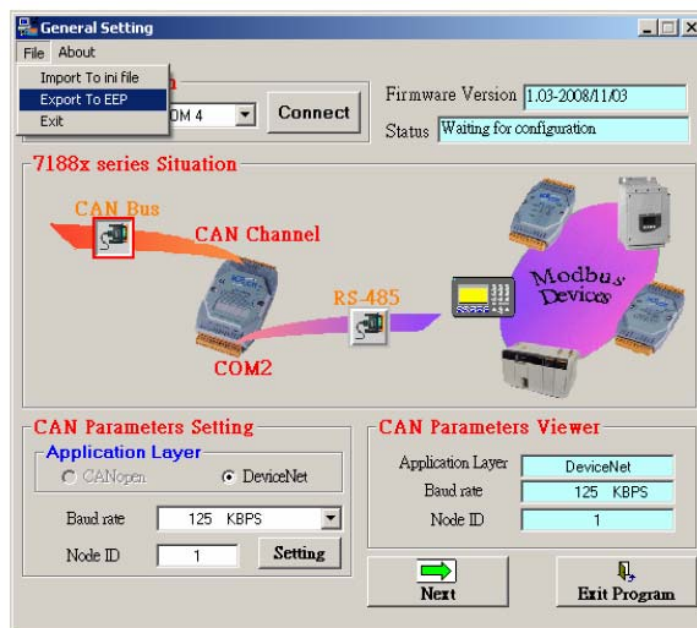 General Setting
File About
Import To ini file
Export To EEP
Exit
OM 4
Connect
Firmware Version 1.03-2008/11/03
Status Waiting for configuration
7188x series Situation
CAN Bus
CAN Channel
RS-485
Modbus
Devices
COM2
CAN Parameters Setting
Application Layer
CANopen DeviceNet
Baud rate 125 KBPS
Node ID 1 Setting
CAN Parameters Viewer
Application Layer DeviceNet
Baud rate 125 KBPS
Node ID 1
Next
Exit Program